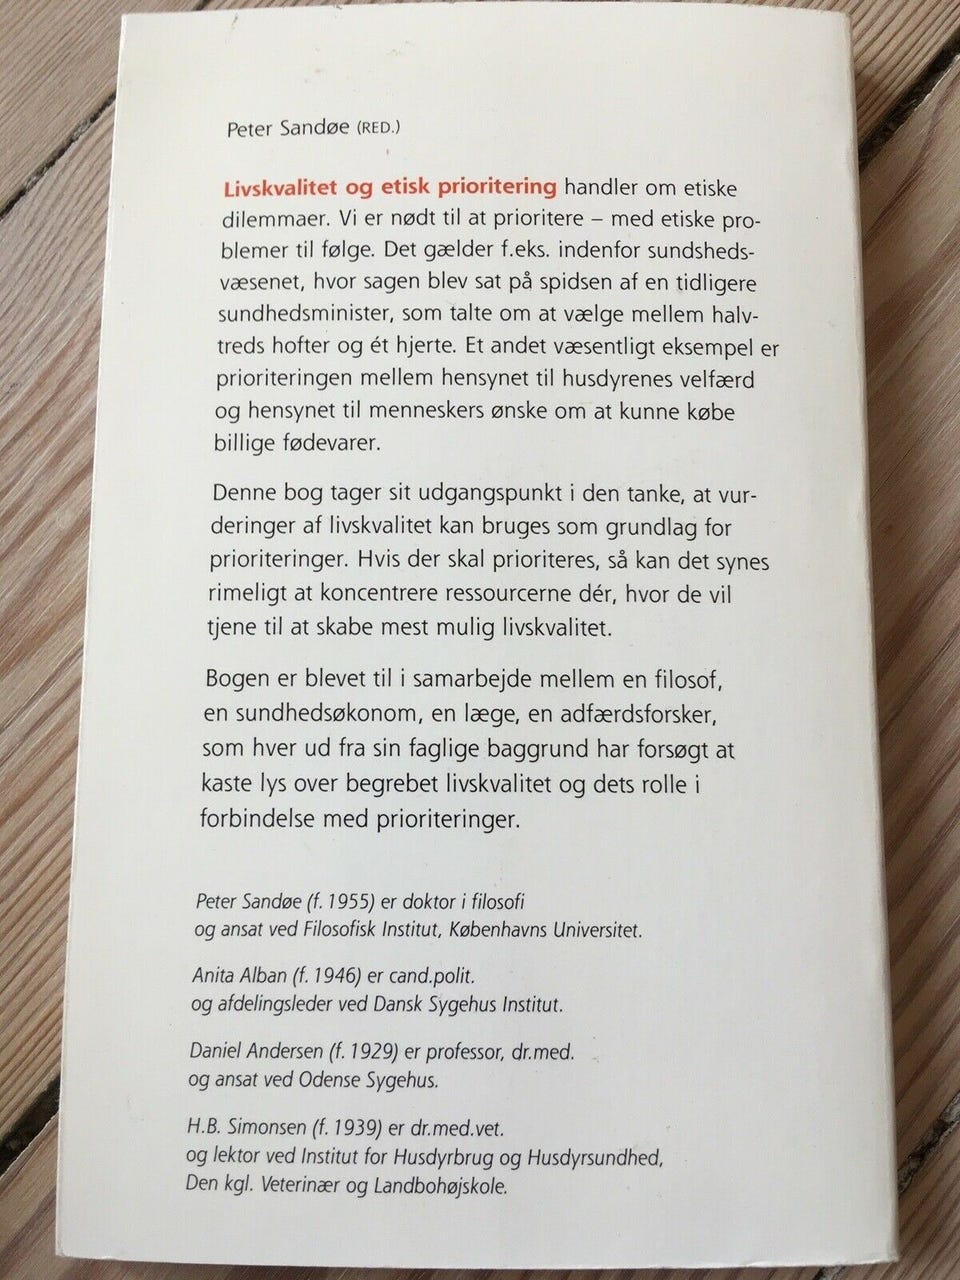 Peter Sandøe (RED.)
Livskvalitet og etisk prioritering handler om etiske
dilemmaer. Vi er nødt til at prioritere – med etiske pro-
blemer til følge. Det gælder f.eks. indenfor sundsheds-
væsenet, hvor sagen blev sat på spidsen af en tidligere
sundhedsminister, som talte om at vælge mellem halv-
treds hofter og ét hjerte. Et andet væsentligt eksempel er
prioriteringen mellem hensynet til husdyrenes velfærd
og hensynet til menneskers ønske om at kunne købe
billige fødevarer.
Denne bog tager sit udgangspunkt i den tanke, at vur-
deringer af livskvalitet kan bruges som grundlag for
prioriteringer. Hvis der skal prioriteres, så kan det synes
rimeligt at koncentrere ressourcerne dér, hvor de vil
tjene til at skabe mest mulig livskvalitet.
Bogen er blevet til i samarbejde mellem en filosof,
en sundhedsøkonom, en læge, en adfærdsforsker,
som hver ud fra sin faglige baggrund har forsøgt at
kaste lys over begrebet livskvalitet og dets rolle i
forbindelse med prioriteringer.
Peter Sandøe (f. 1955) er doktor i filosofi
og ansat ved Filosofisk Institut, Københavns Universitet.
Anita Alban (f. 1946) er cand.polit.
og afdelingsleder ved Dansk Sygehus Institut.
Daniel Andersen (f. 1929) er professor, dr.med.
og ansat ved Odense Sygehus.
H.B. Simonsen (f. 1939) er dr.med.vet.
og lektor ved Institut for Husdyrbrug og Husdyrsundhed,
Den kgl. Veterinær og Landbohøjskole.